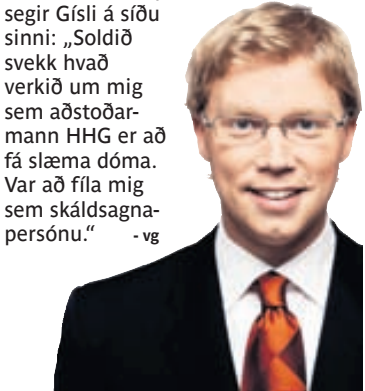 segir Gísli á síðu
sinni: „Soldið
svekk hvað
verkið um mig
sem aðstoðar-
mann HHG er að
fá slæma dóma.
Var að fíla mig
sem skáldsagna-
persónu.“ - vg